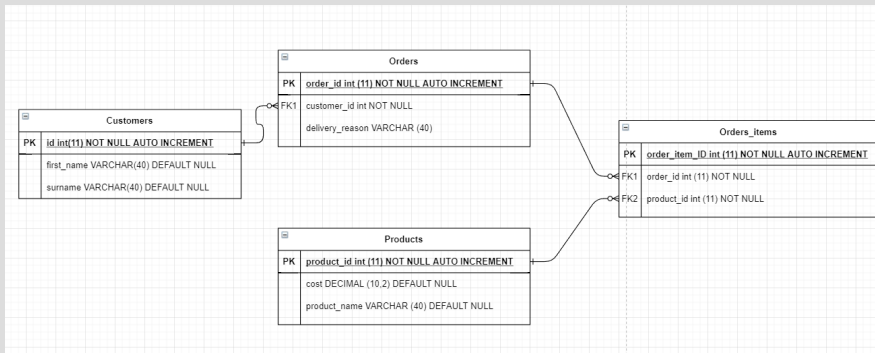 Orders
PK order_id int (11) NOT NULL AUTO INCREMENT
FK1 customer_id int NOT NULL
delivery_reason VARCHAR (40)
Customers
PK id int(11) NOT NULL AUTO INCREMENT
first_name VARCHAR(40) DEFAULT NULL
surname VARCHAR(40) DEFAULT NULL
Orders_items
PK order_item_ID int (11) NOT NULL AUTO INCREMENT
FK1 order_id int (11) NOT NULL
FK2 product_id int (11) NOT NULL
Products
PK product_id int (11) NOT NULL AUTO INCREMENT
cost DECIMAL (10,2) DEFAULT NULL
product_name VARCHAR (40) DEFAULT NULL